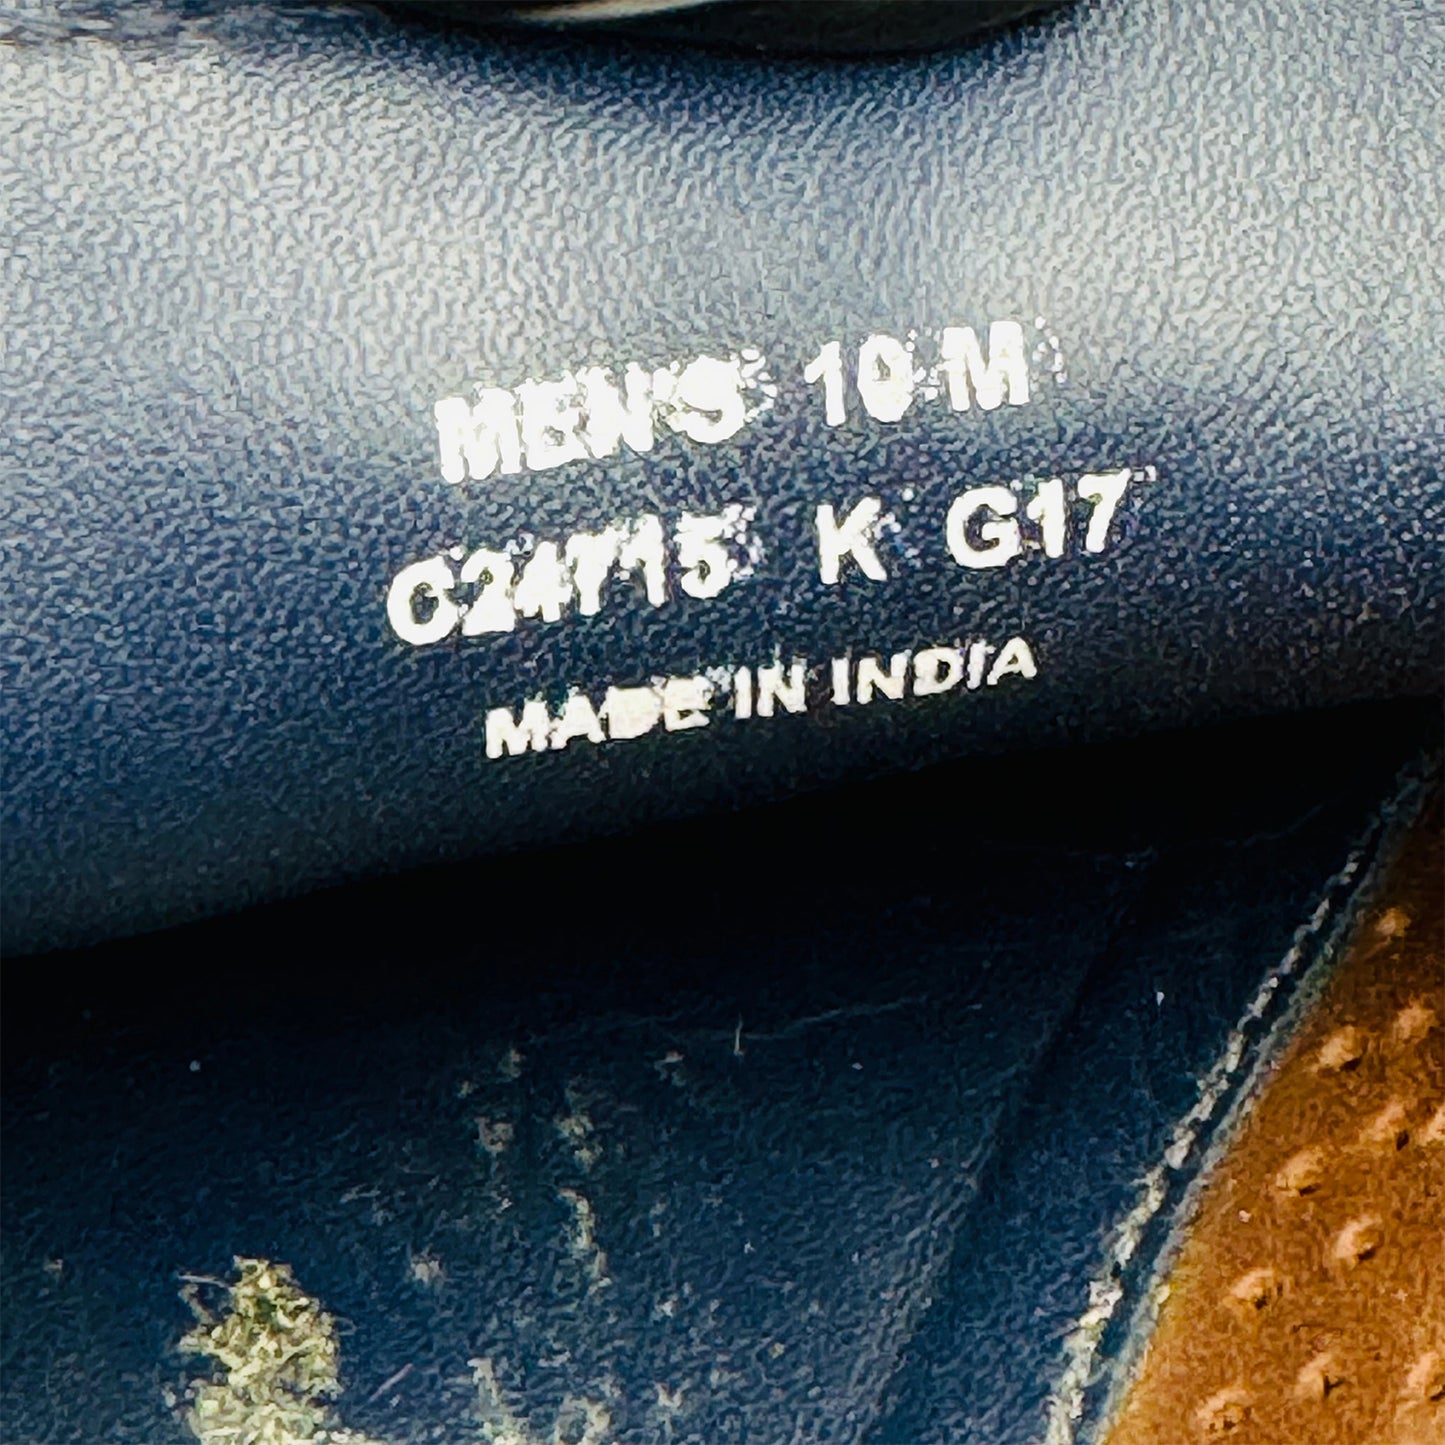 MEN'S 10 M
C24715 K G17
MADE IN INDIA